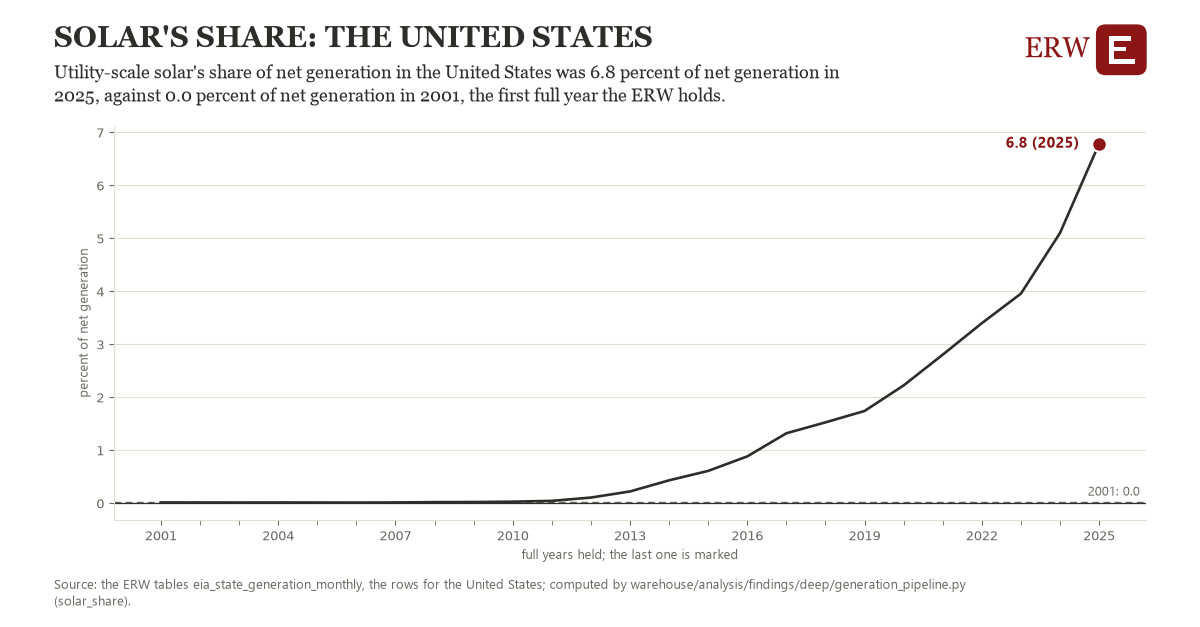 SOLAR'S SHARE: THE UNITED STATES
Utility-scale solar's share of net generation in the United States was 6.8 percent of net generation in
2025, against 0.0 percent of net generation in 2001, the first full year the ERW holds.
ERW E
7
6
5
4
3
2
1
0
percent of net generation
6.8 (2025)
2001: 0.0
2001 2004 2007 2010 2013 2016 2019 2022 2025
full years held; the last one is marked
Source: the ERW tables eia_state_generation_monthly, the rows for the United States; computed by warehouse/analysis/findings/deep/generation_pipeline.py
(solar_share).